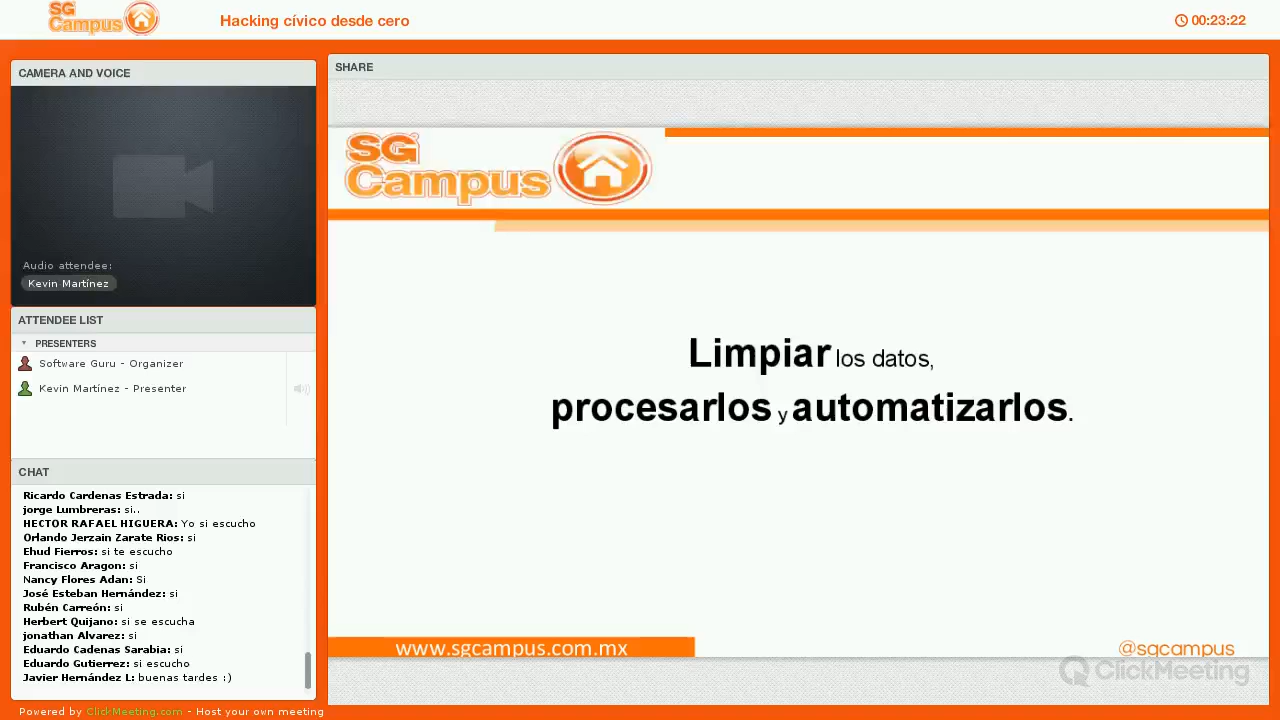 SG Campus
Hacking cívico desde cero
00:23:22
CAMERA AND VOICE
Audio attendee:
Kevin Martínez
ATTENDEE LIST
PRESENTERS
Software Guru - Organizer
Kevin Martínez - Presenter
CHAT
Ricardo Cardenas Estrada: si
jorge Lumbreras: si..
HECTOR RAFAEL HIGUERA: Yo si escucho
Orlando Jerzain Zarate Rios: si
Ehud Fierros: si te escucho
Francisco Aragon: si
Nancy Flores Adan: Si
José Esteban Hernández: si
Rubén Carreón: si
Herbert Quijano: si se escucha
jonathan Alvarez: si
Eduardo Cadenas Sarabia: si
Eduardo Gutierrez: si escucho
Javier Hernández L: buenas tardes :)
Powered by ClickMeeting.com - Host your own meeting
SHARE
SG
Campus
Limpiar los datos,
procesarlos y automatizarlos.
www.sgcampus.com.mx
@sgcampus
ClickMeeting